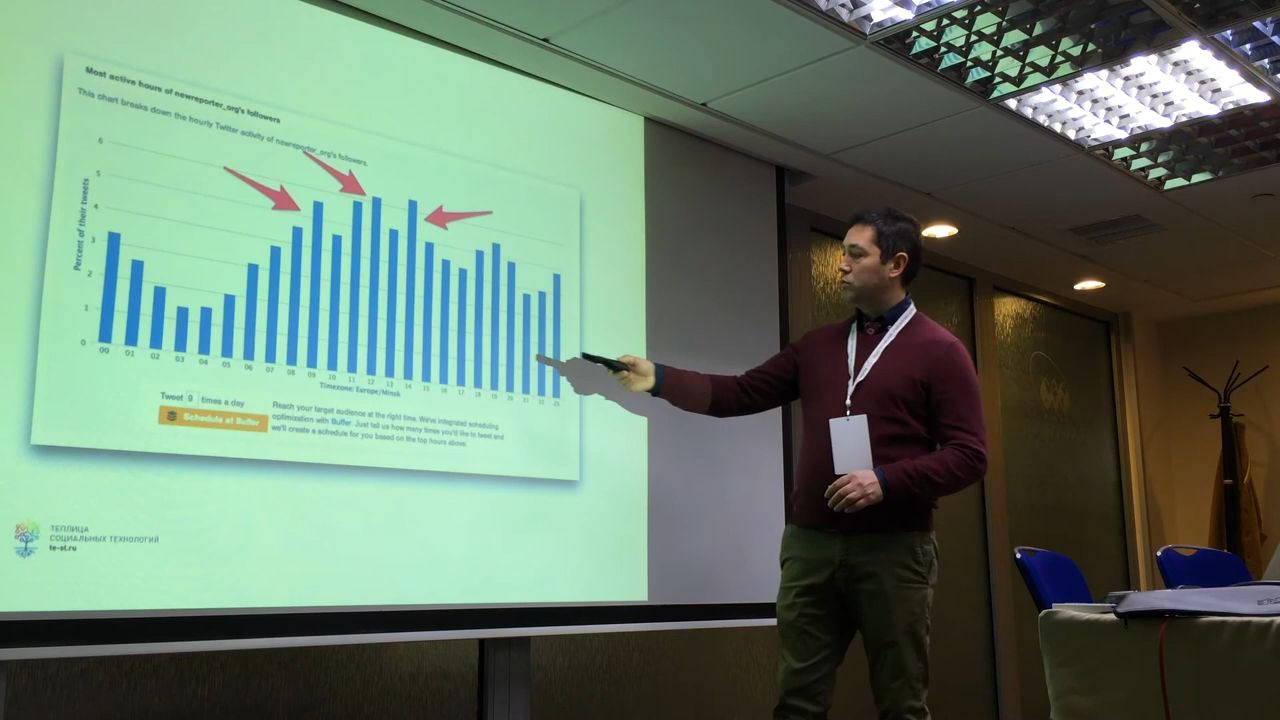 Most active hours of newreporter_org's followers
This chart breaks down the hourly Twitter activity of newreporter_org's followers.
6
5
4
3
2
1
0
Percent of their tweets
00 01 02 03 04 05 06 07 08 09 10 11 12 13 14 15 16 17 18 19 20 21 22 23
Timezone: Europe/Minsk
Tweet 9 times a day
Schedule at Buffer
Reach your target audience at the right time. We've integrated scheduling
optimization with Buffer. Just tell us how many times you'd like to tweet and
we'll create a schedule for you based on the top hours above.
ТЕПЛИЦА
СОЦИАЛЬНЫХ ТЕХНОЛОГИЙ
te-st.ru